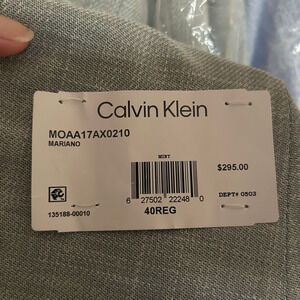 Calvin Klein
MOAA17AX0210
MARIANO
MINT
$295.00
6 27502 22248 0
DEPT# 0503
135188-00010
40REG